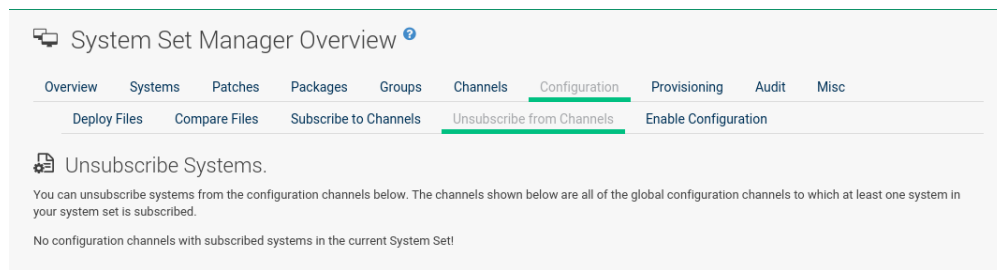 System Set Manager Overview ?
Overview Systems Patches Packages Groups Channels Configuration Provisioning Audit Misc
Deploy Files Compare Files Subscribe to Channels Unsubscribe from Channels Enable Configuration
Unsubscribe Systems.
You can unsubscribe systems from the configuration channels below. The channels shown below are all of the global configuration channels to which at least one system in
your system set is subscribed.
No configuration channels with subscribed systems in the current System Set!